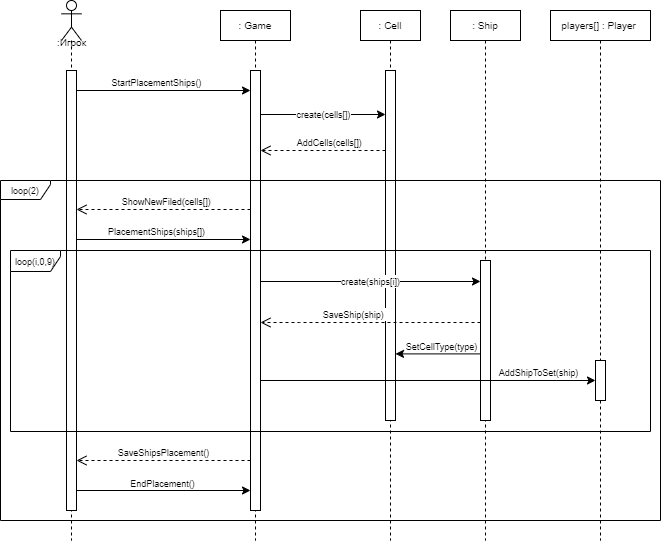 :Игрок
: Game
: Cell
: Ship
players[] : Player
StartPlacementShips()
create(cells[])
AddCells(cells[])
loop(2)
ShowNewFiled(cells[])
PlacementShips(ships[])
loop(i,0,9)
create(ships[i])
SaveShip(ship)
SetCellType(type)
AddShipToSet(ship)
SaveShipsPlacement()
EndPlacement()